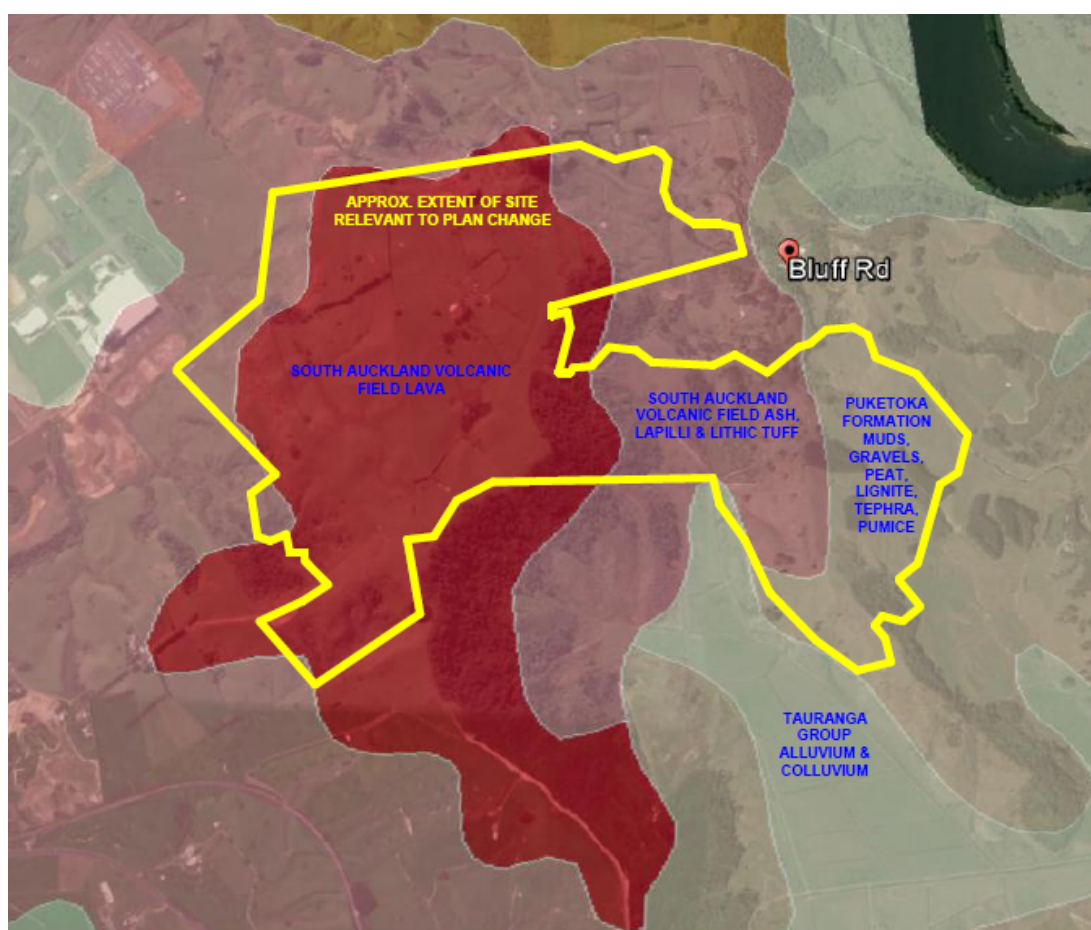 APPROX. EXTENT OF SITE
RELEVANT TO PLAN CHANGE
Bluff Rd
SOUTH AUCKLAND VOLCANIC
FIELD LAVA
SOUTH AUCKLAND
VOLCANIC FIELD ASH,
LAPILLI & LITHIC TUFF
PUKETOKA
FORMATION
MUDS,
GRAVELS,
PEAT,
LIGNITE,
TEPHRA,
PUMICE
TAURANGA
GROUP
ALLUVIUM &
COLLUVIUM